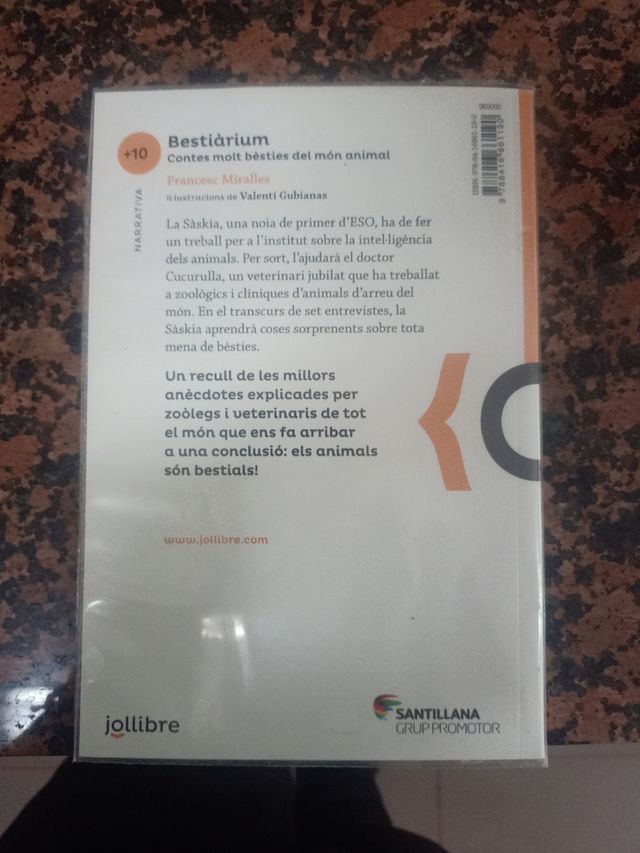 +10
NARRATIVA
Bestiàrium
Contes molt bèsties del món animal
Francesc Miralles
Il·lustracions de Valentí Gubianas
La Sàskia, una noia de primer d'ESO, ha de fer
un treball per a l'institut sobre la intel·ligència
dels animals. Per sort, l'ajudarà el doctor
Cucurulla, un veterinari jubilat que ha treballat
a zoològics i clíniques d'animals d'arreu del
món. En el transcurs de set entrevistes, la
Sàskia aprendrà coses sorprenents sobre tota
mena de bèsties.
Un recull de les millors
anècdotes explicades per
zoòlegs i veterinaris de tot
el món que ens fa arribar
a una conclusió: els animals
són bestials!
www.jollibre.com
jollibre
SANTILLANA
GRUP PROMOTOR
9 788416 661190